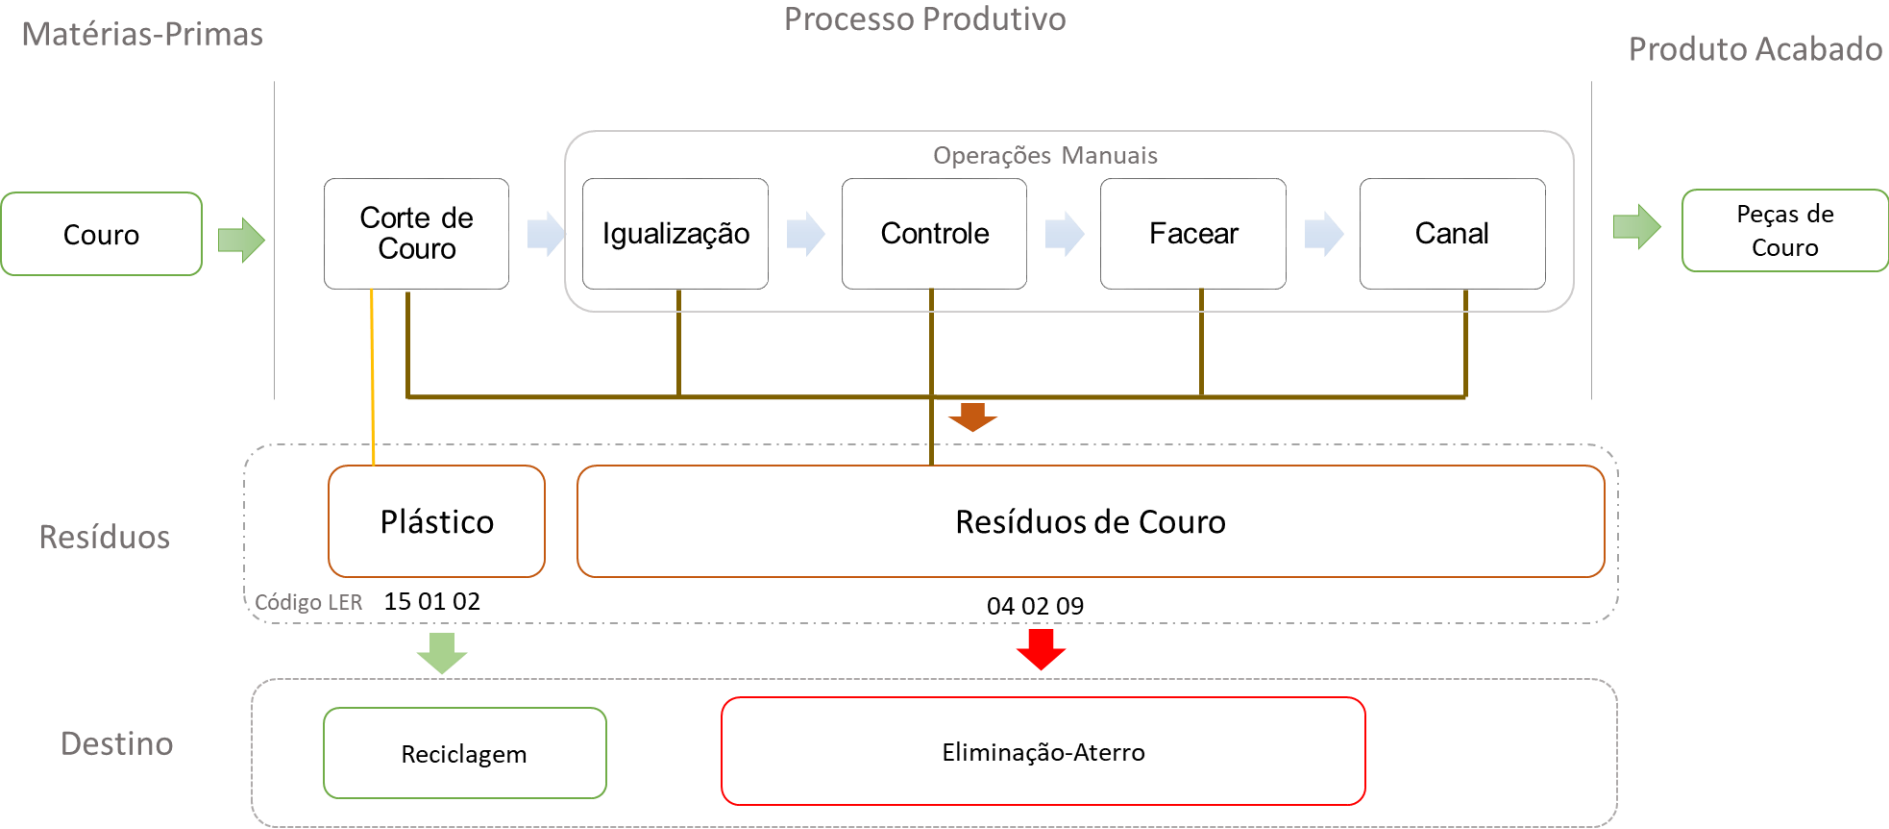 Matérias-Primas
Processo Produtivo
Produto Acabado
Operações Manuais
Couro
Corte de
Couro
Igualização
Controle
Facear
Canal
Peças de
Couro
Resíduos
Plástico
Resíduos de Couro
Código LER
15 01 02
04 02 09
Destino
Reciclagem
Eliminação-Aterro